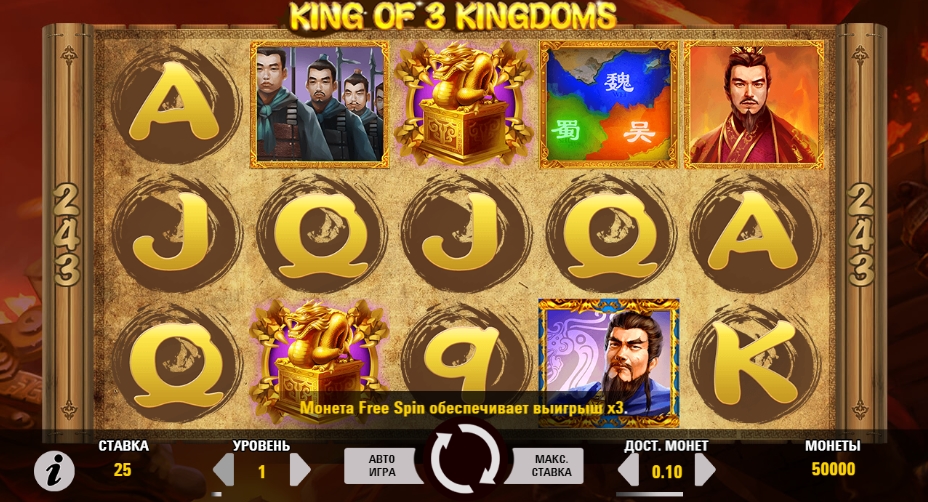 KING OF 3 KINGDOMS
A
魏
蜀 吴
243
J Q J Q A
243
Q 9 K
Монета Free Spin обеспечивает выигрыш x3.
СТАВКА
25
УРОВЕНЬ
1
АВТО
ИГРА
МАКС.
СТАВКА
ДОСТ. МОНЕТ
0.10
МОНЕТЫ
50000
i